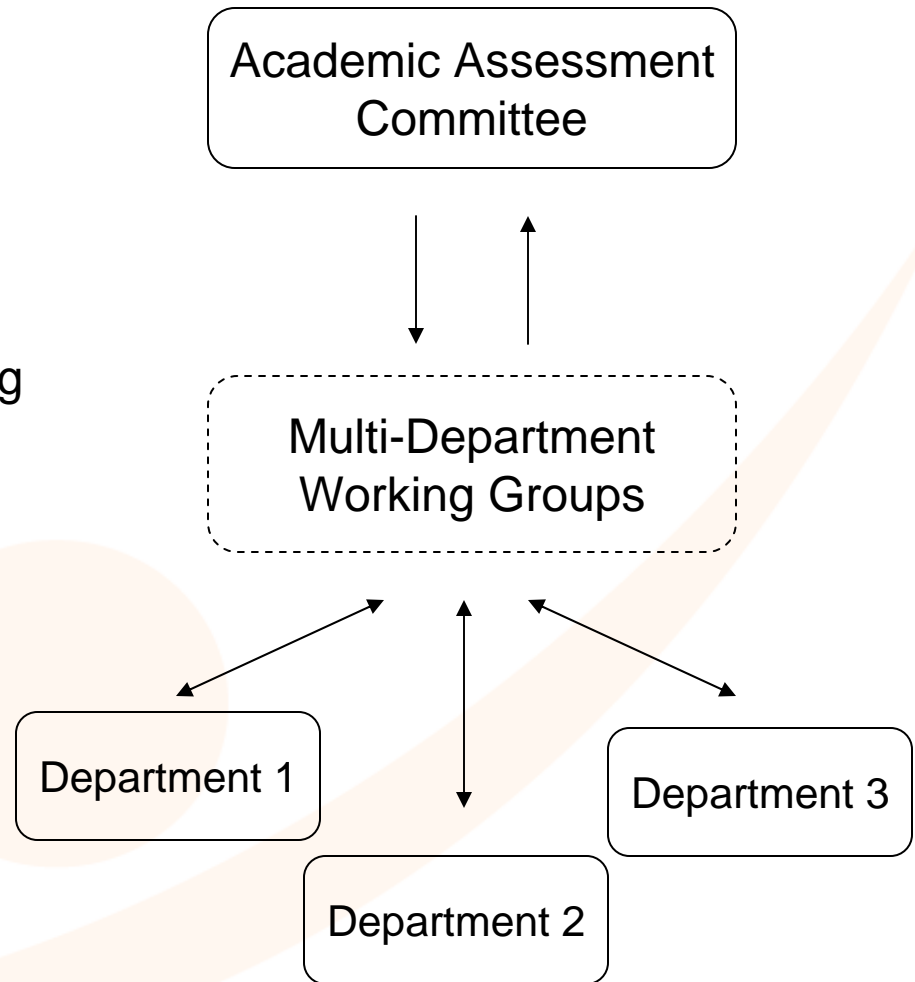 Academic Assessment
Committee
g
Multi-Department
Working Groups
Department 1
Department 3
Department 2